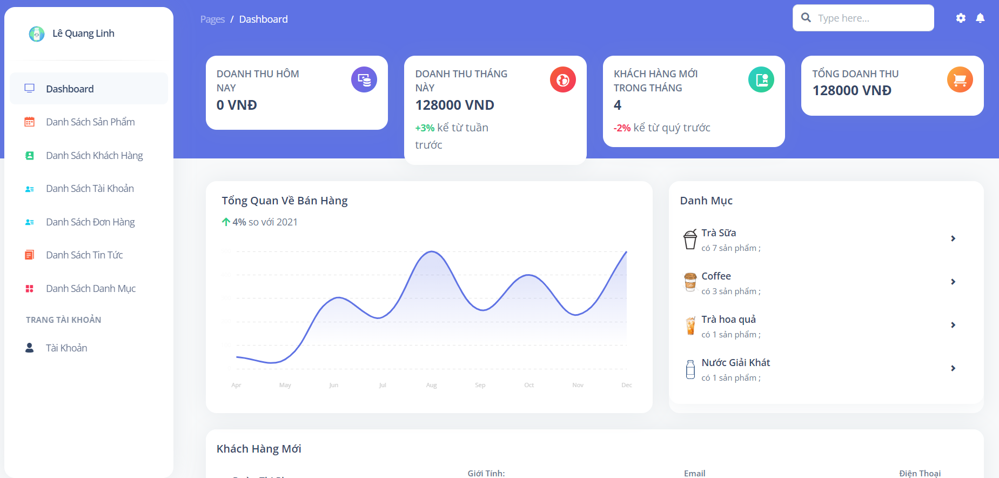 Lê Quang Linh
Dashboard
Danh Sách Sản Phẩm
Danh Sách Khách Hàng
Danh Sách Tài Khoản
Danh Sách Đơn Hàng
Danh Sách Tin Tức
Danh Sách Danh Mục
TRANG TÀI KHOẢN
Tài Khoản
Pages / Dashboard
Type here...
DOANH THU HÔM
NAY
0 VNĐ
DOANH THU THÁNG
NÀY
128000 VND
+3% kể từ tuần
trước
KHÁCH HÀNG MỚI
TRONG THÁNG
4
-2% kể từ quý trước
TỔNG DOANH THU
128000 VNĐ
Tổng Quan Về Bán Hàng
4% so với 2021
Apr May Jun Jul Aug Sep Oct Nov Dec
Danh Mục
Trà Sữa
có 7 sản phẩm ;
Coffee
có 3 sản phẩm ;
Trà hoa quả
có 1 sản phẩm ;
Nước Giải Khát
có 1 sản phẩm ;
Khách Hàng Mới
Giới Tính: Email Điện Thoại